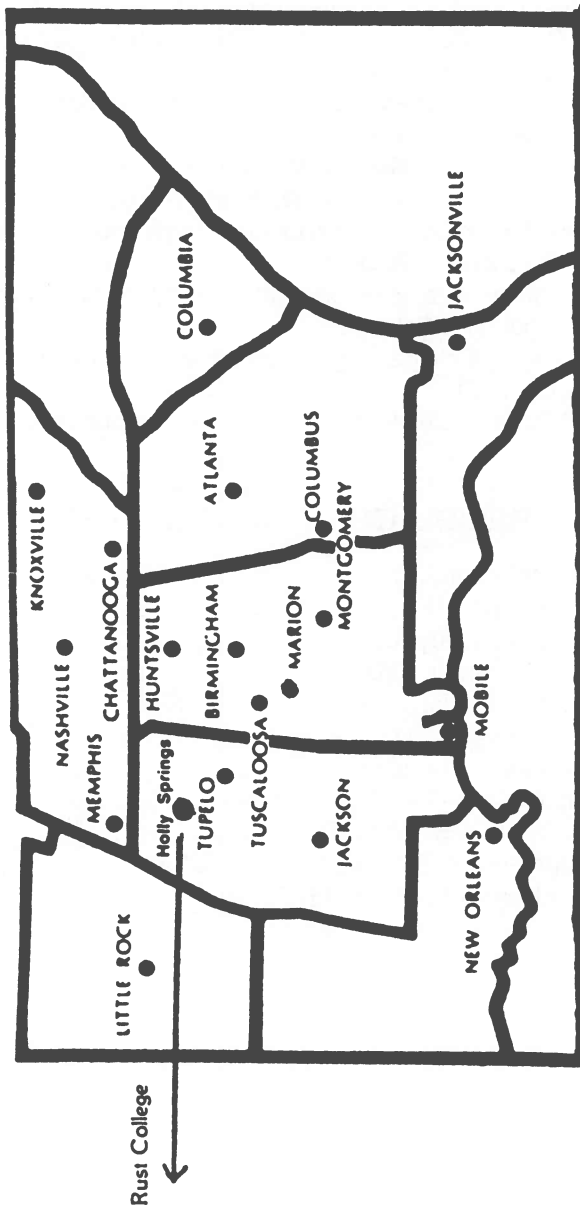 Rust College
LITTLE ROCK
MEMPHIS
NASHVILLE
KNOXVILLE
CHATTANOOGA
Holly Springs
TUPELO
TUSCALOOSA
JACKSON
HUNTSVILLE
BIRMINGHAM
MARION
MONTGOMERY
ATLANTA
COLUMBUS
COLUMBIA
JACKSONVILLE
MOBILE
NEW ORLEANS